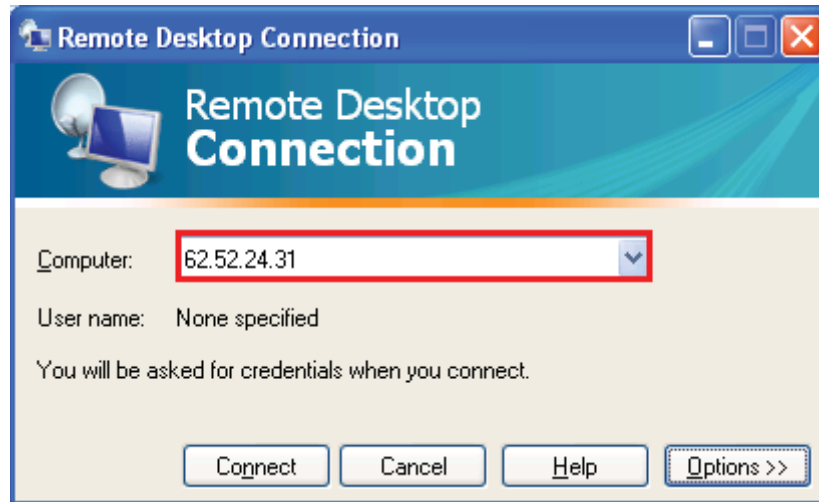 Remote Desktop Connection
Remote Desktop
Connection
Computer: 62.52.24.31
User name: None specified
You will be asked for credentials when you connect.
Connect Cancel Help Options >>